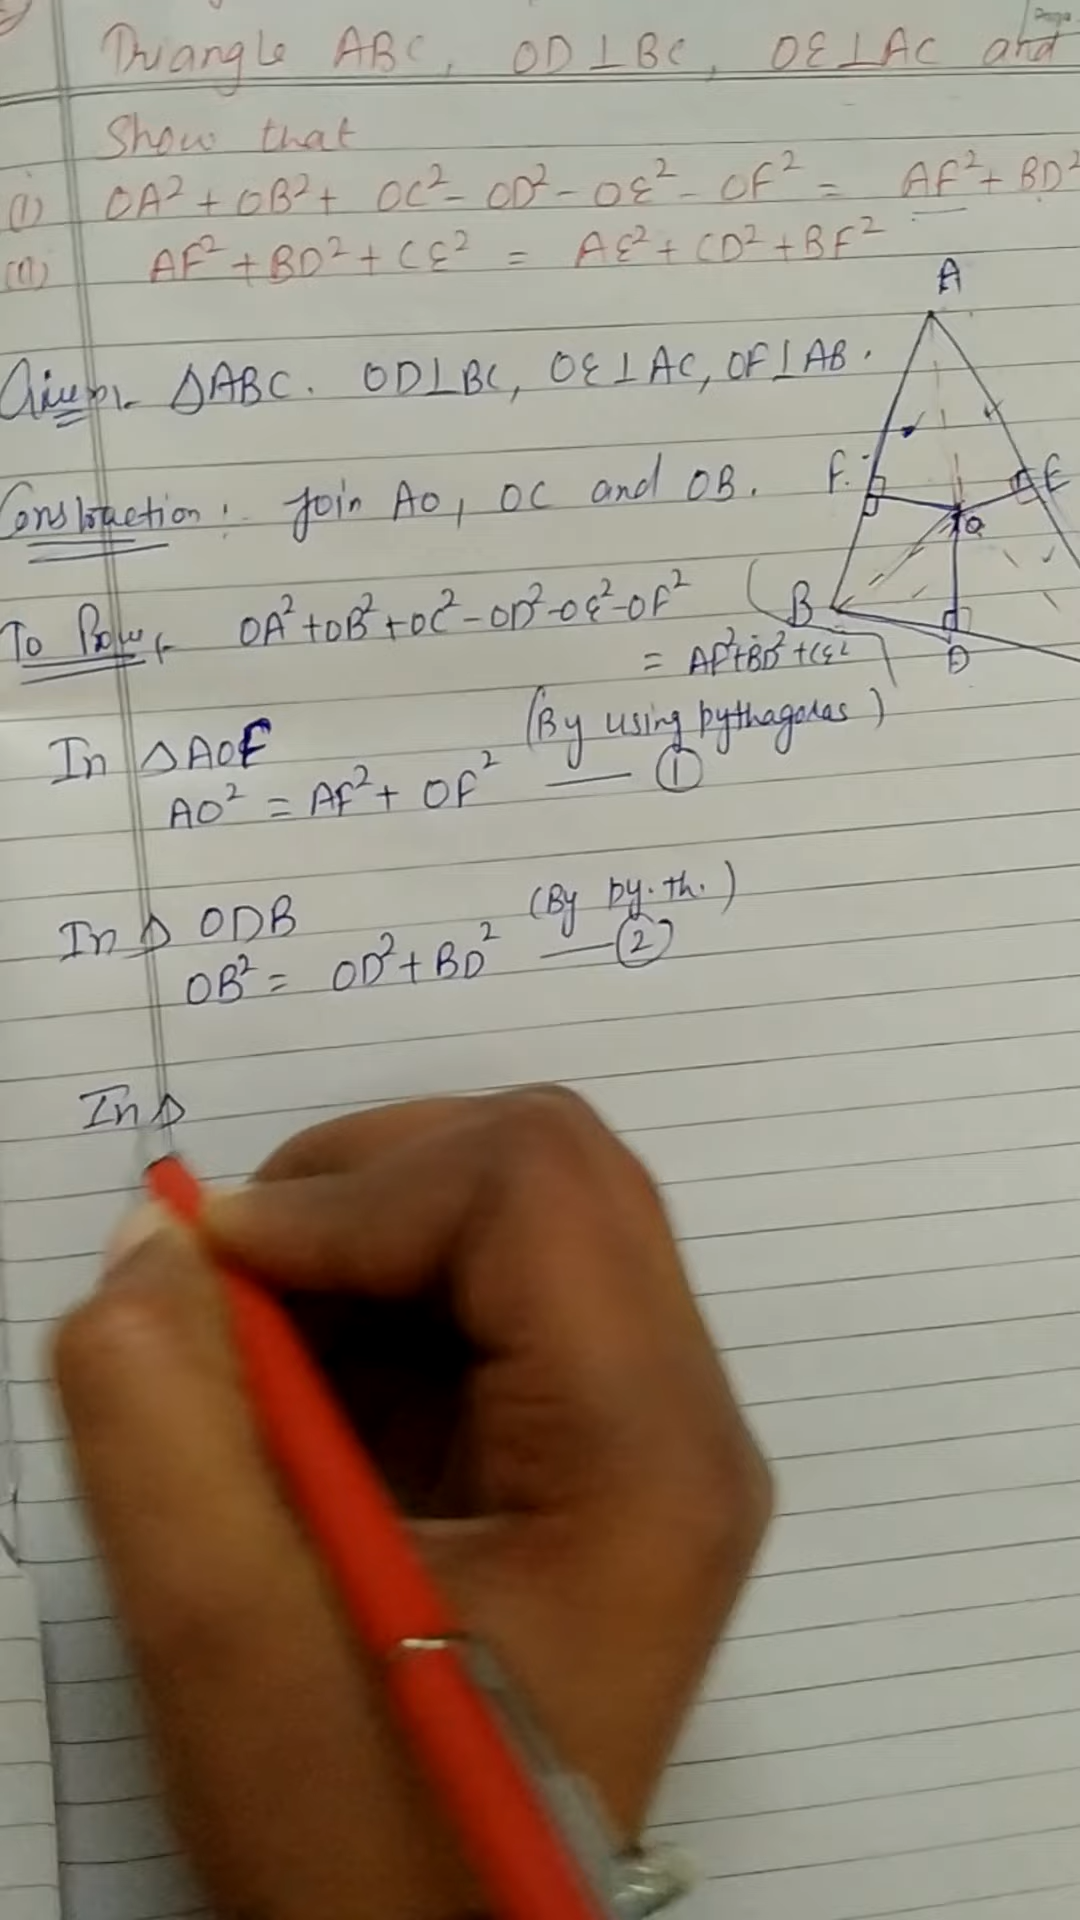 Triangle ABC, OD⊥BC, OE⊥AC and
Show that
(i) OA²+OB²+ OC²-OD²-OE²-OF² = AF²+BD²
(ii) AF²+BD²+CE² = AE²+CD²+BF²
Given:- △ABC. OD⊥BC, OE⊥AC, OF⊥AB.
Construction:- Join AO, OC and OB.
To Prove:- OA²+OB²+OC²-OD²-OE²-OF²
= AF²+BD²+CE²
A
F
E
O
B
D
In △AOF (By using pythagoras)
AO² = AF²+ OF² — ①
In △ ODB (By py. th.)
OB² = OD²+BD² — ②
In △